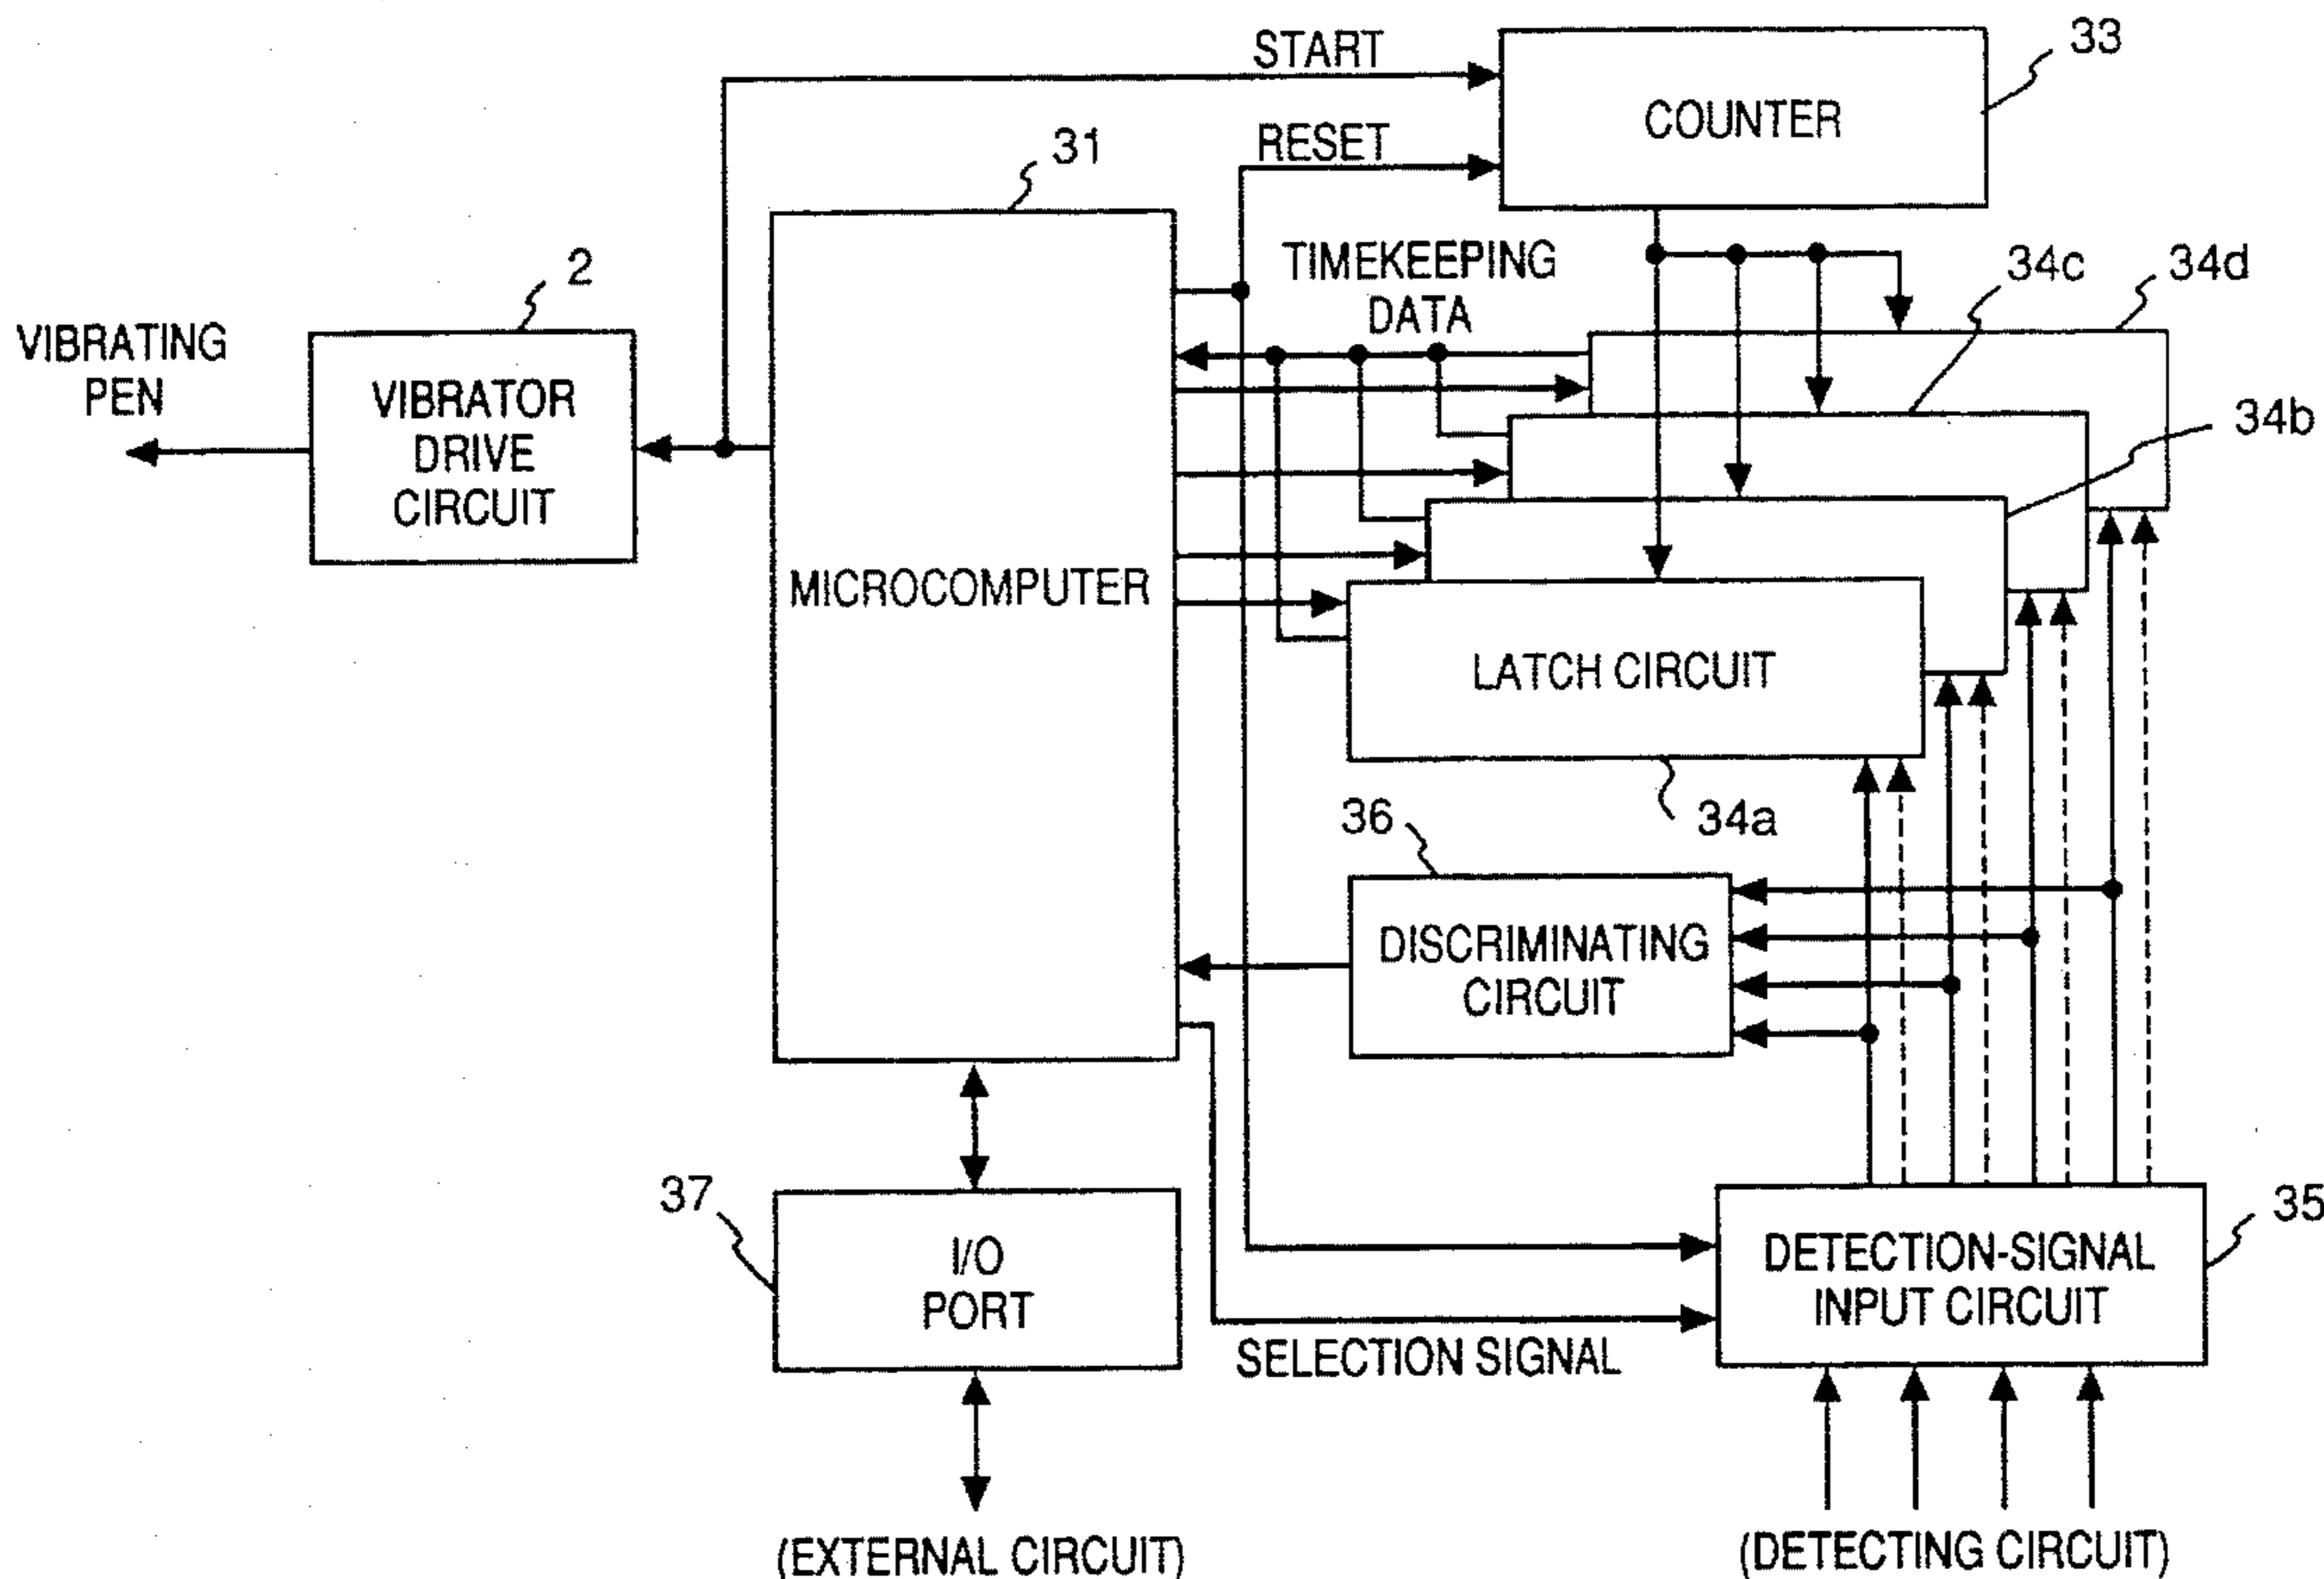 START
33
COUNTER
RESET
31
2
TIMEKEEPING
DATA
34c
34d
VIBRATING
PEN
VIBRATOR
DRIVE
CIRCUIT
34b
MICROCOMPUTER
LATCH CIRCUIT
36
34a
DISCRIMINATING
CIRCUIT
37
35
I/O
PORT
DETECTION-SIGNAL
INPUT CIRCUIT
SELECTION SIGNAL
(EXTERNAL CIRCUIT)
(DETECTING CIRCUIT)